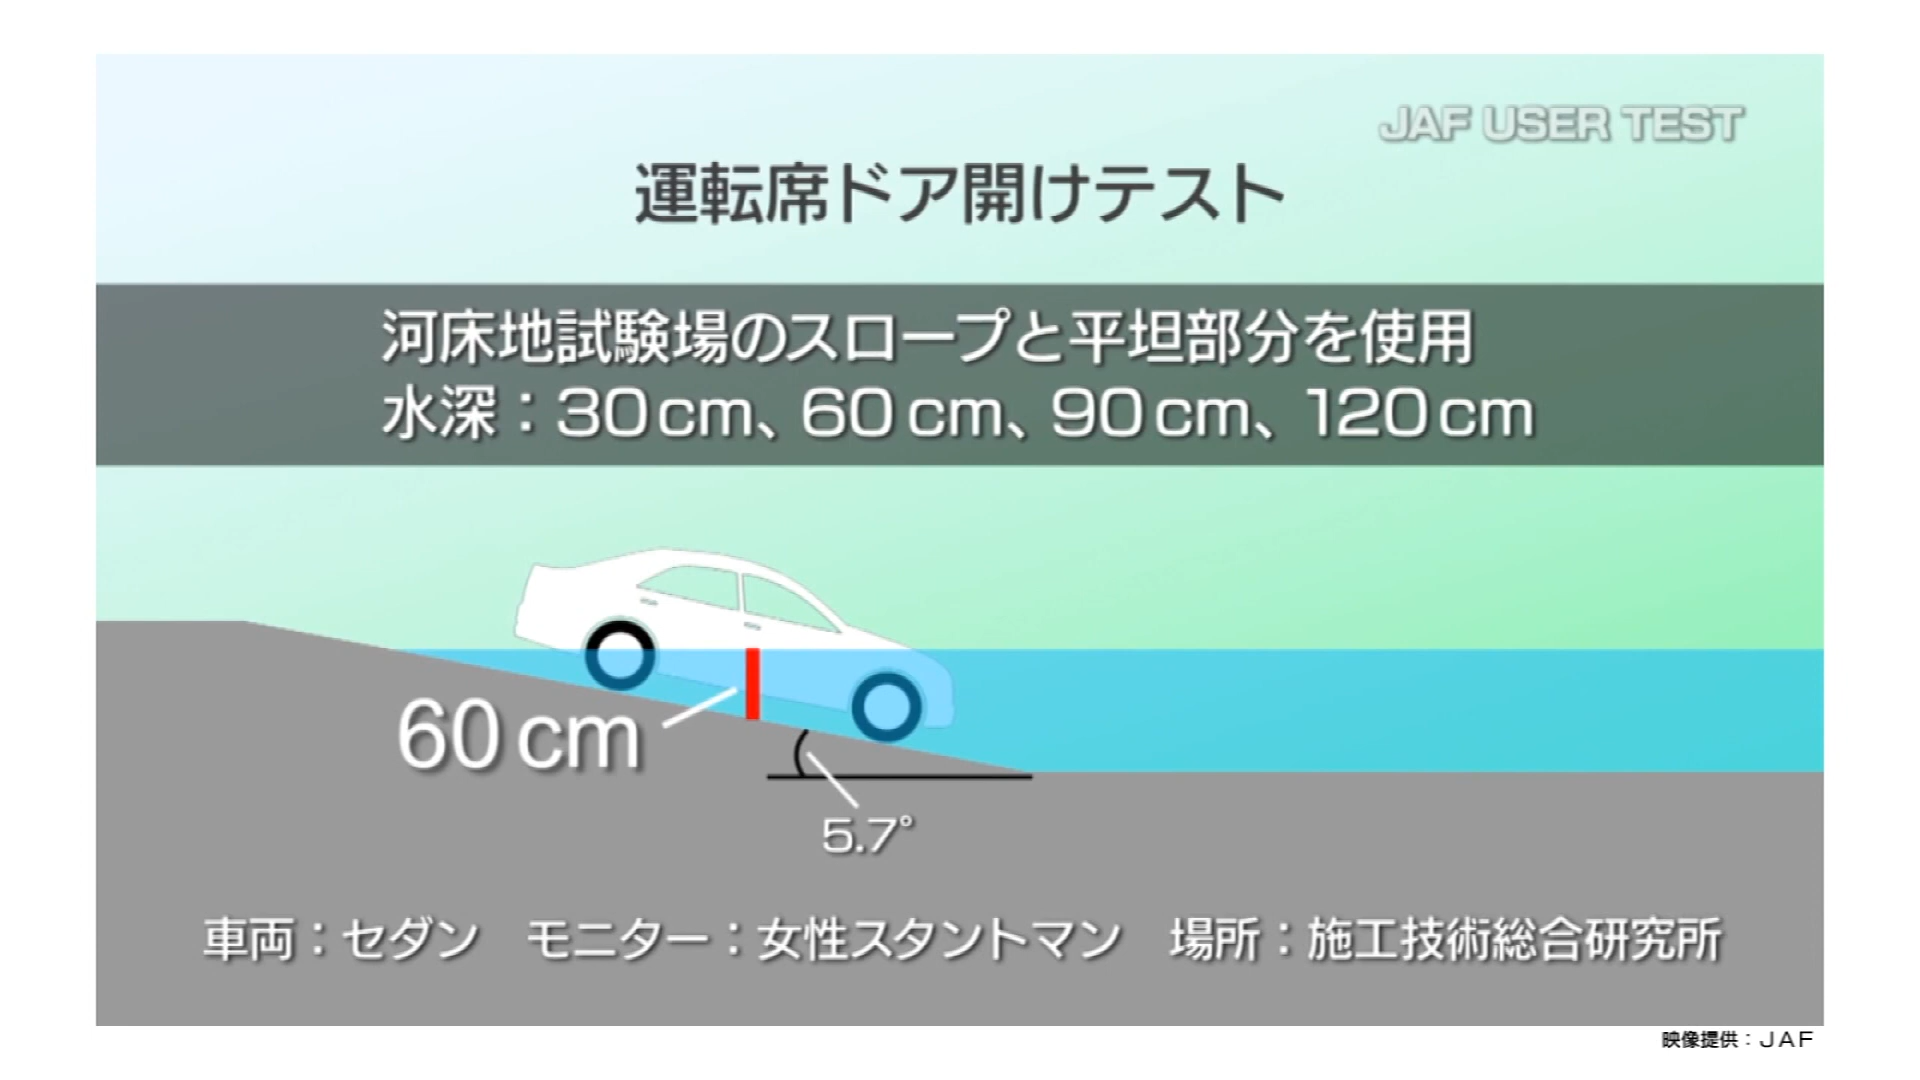 JAF USER TEST
運転席ドア開けテスト
河床地試験場のスロープと平坦部分を使用
水深：30cm、60cm、90cm、120cm
60cm
5.7°
車両：セダン　モニター：女性スタントマン　場所：施工技術総合研究所
映像提供：ＪＡＦ